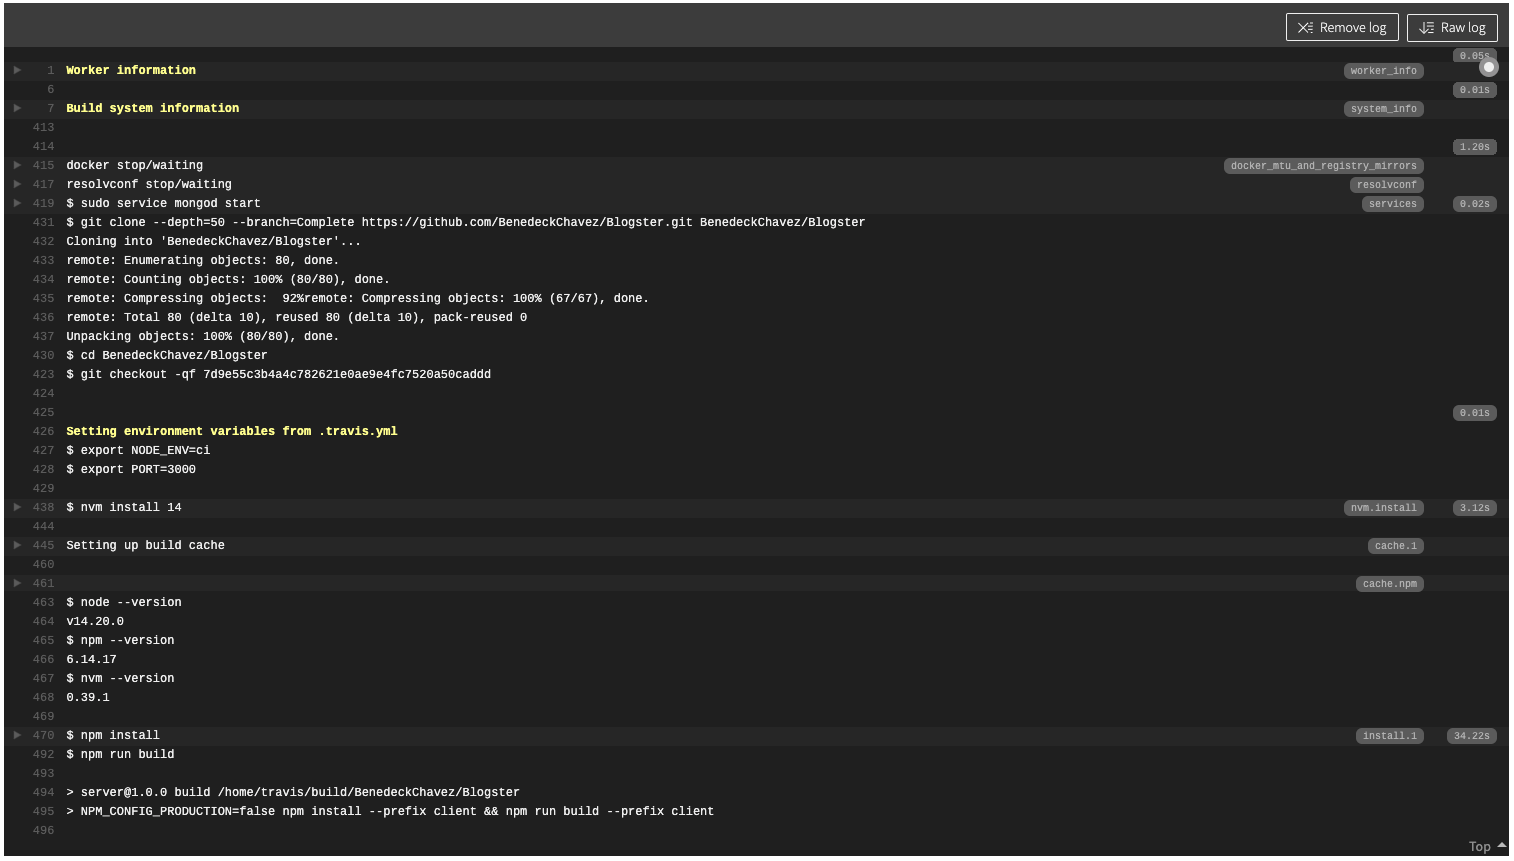 Remove log
Raw log
0.05s
1 Worker information worker_info
6 0.01s
7 Build system information system_info
413
414 1.20s
415 docker stop/waiting docker_mtu_and_registry_mirrors
417 resolvconf stop/waiting resolvconf
419 $ sudo service mongod start services 0.02s
431 $ git clone --depth=50 --branch=Complete https://github.com/BenedeckChavez/Blogster.git BenedeckChavez/Blogster
432 Cloning into 'BenedeckChavez/Blogster'...
433 remote: Enumerating objects: 80, done.
434 remote: Counting objects: 100% (80/80), done.
435 remote: Compressing objects:  92%remote: Compressing objects: 100% (67/67), done.
436 remote: Total 80 (delta 10), reused 80 (delta 10), pack-reused 0
437 Unpacking objects: 100% (80/80), done.
430 $ cd BenedeckChavez/Blogster
423 $ git checkout -qf 7d9e55c3b4a4c782621e0ae9e4fc7520a50caddd
424
425 0.01s
426 Setting environment variables from .travis.yml
427 $ export NODE_ENV=ci
428 $ export PORT=3000
429
438 $ nvm install 14 nvm.install 3.12s
444
445 Setting up build cache cache.1
460
461 cache.npm
463 $ node --version
464 v14.20.0
465 $ npm --version
466 6.14.17
467 $ nvm --version
468 0.39.1
469
470 $ npm install install.1 34.22s
492 $ npm run build
493
494 > server@1.0.0 build /home/travis/build/BenedeckChavez/Blogster
495 > NPM_CONFIG_PRODUCTION=false npm install --prefix client && npm run build --prefix client
496
Top